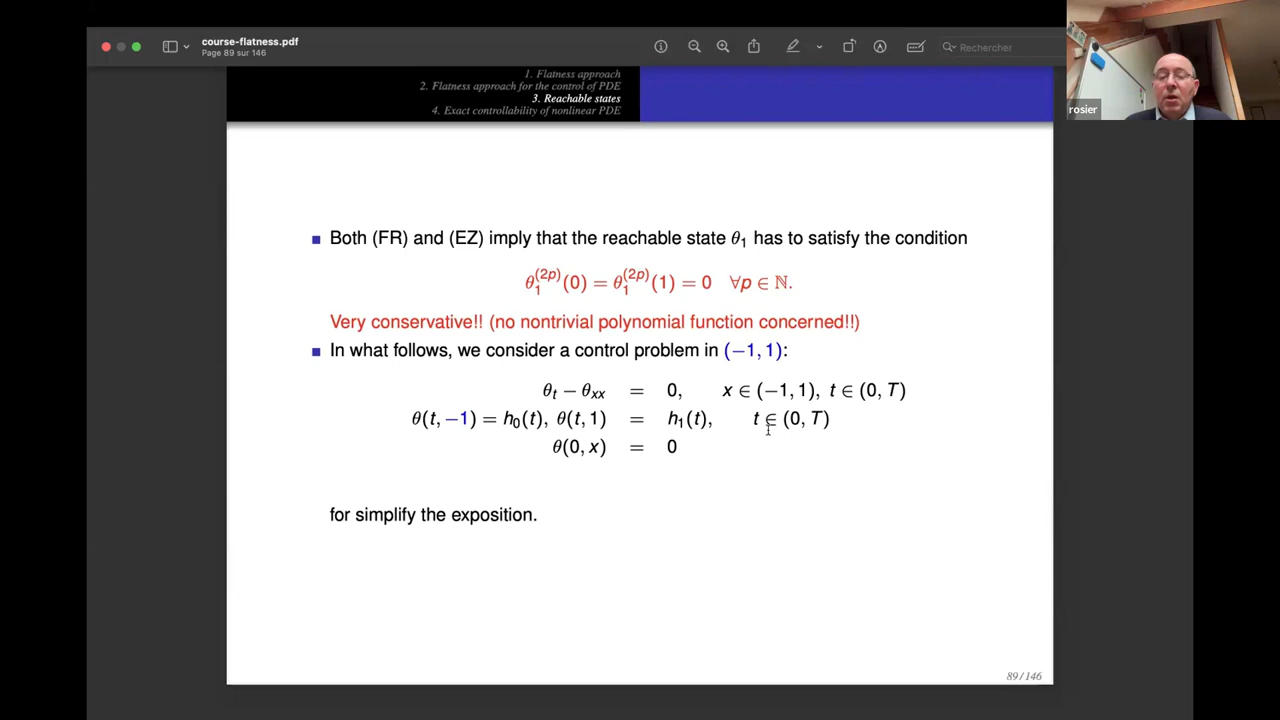 course-flatness.pdf
Page 89 sur 146
Rechercher
rosier
1. Flatness approach
2. Flatness approach for the control of PDE
3. Reachable states
4. Exact controllability of nonlinear PDE
Both (FR) and (EZ) imply that the reachable state θ₁ has to satisfy the condition
θ₁⁽²ᵖ⁾(0) = θ₁⁽²ᵖ⁾(1) = 0 ∀p ∈ ℕ.
Very conservative!! (no nontrivial polynomial function concerned!!)
In what follows, we consider a control problem in (−1, 1):
θₜ − θₓₓ = 0, x ∈ (−1, 1), t ∈ (0, T)
θ(t, −1) = h₀(t), θ(t, 1) = h₁(t), t ∈ (0, T)
θ(0, x) = 0
for simplify the exposition.
89 / 146